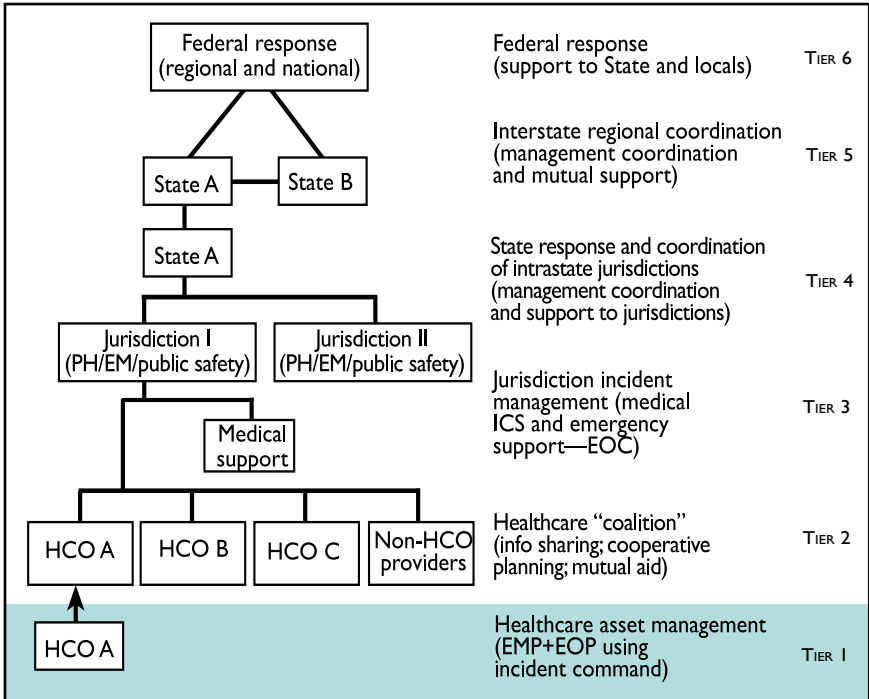 Federal response
(regional and national)
Federal response
(support to State and locals)
TIER 6
State A
State B
Interstate regional coordination
(management coordination
and mutual support)
TIER 5
State A
State response and coordination
of intrastate jurisdictions
(management coordination
and support to jurisdictions)
TIER 4
Jurisdiction I
(PH/EM/public safety)
Jurisdiction II
(PH/EM/public safety)
Medical
support
Jurisdiction incident
management (medical
ICS and emergency
support—EOC)
TIER 3
HCO A
HCO B
HCO C
Non-HCO
providers
Healthcare “coalition”
(info sharing; cooperative
planning; mutual aid)
TIER 2
HCO A
Healthcare asset management
(EMP+EOP using
incident command)
TIER 1